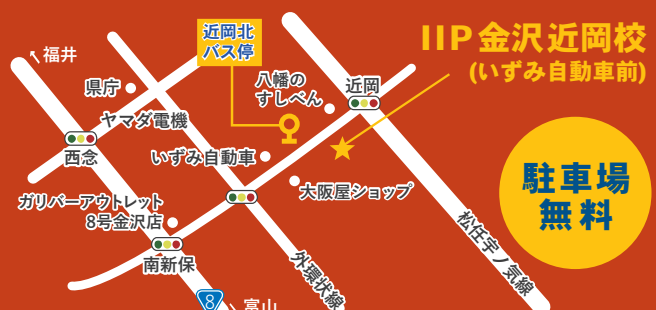 近岡北
バス停
IIP金沢近岡校
(いずみ自動車前)
↖福井
県庁
八幡の
すしべん
近岡
ヤマダ電機
西念
いずみ自動車
駐車場
無料
大阪屋ショップ
ガリバーアウトレット
8号金沢店
南新保
松任宇ノ気線
外環状線
8
↘富山